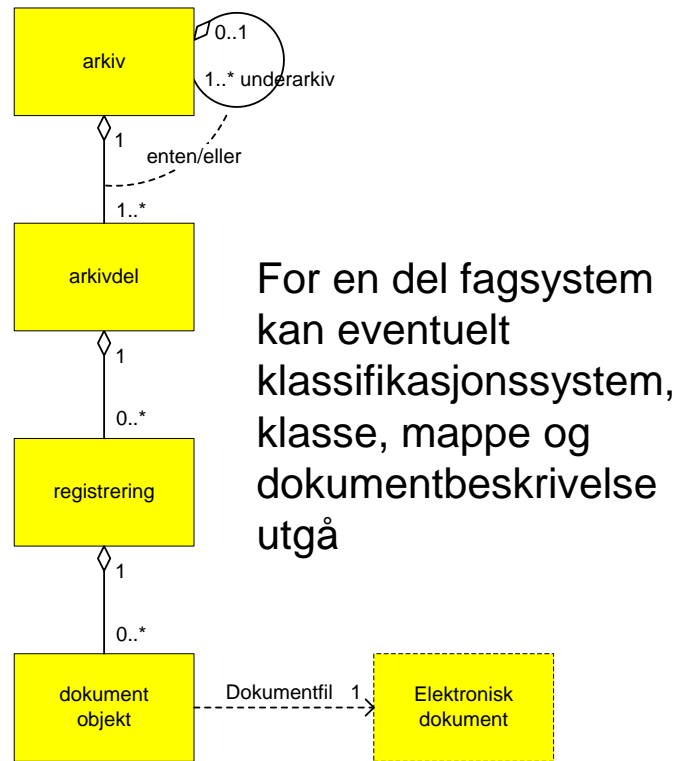 arkiv
0..1
1..* underarkiv
1
enten/eller
1..*
arkivdel
For en del fagsystem
kan eventuelt
klassifikasjonssystem,
klasse, mappe og
dokumentbeskrivelse
utgå
1
0..*
registrering
1
0..*
dokument
objekt
Dokumentfil 1
Elektronisk
dokument